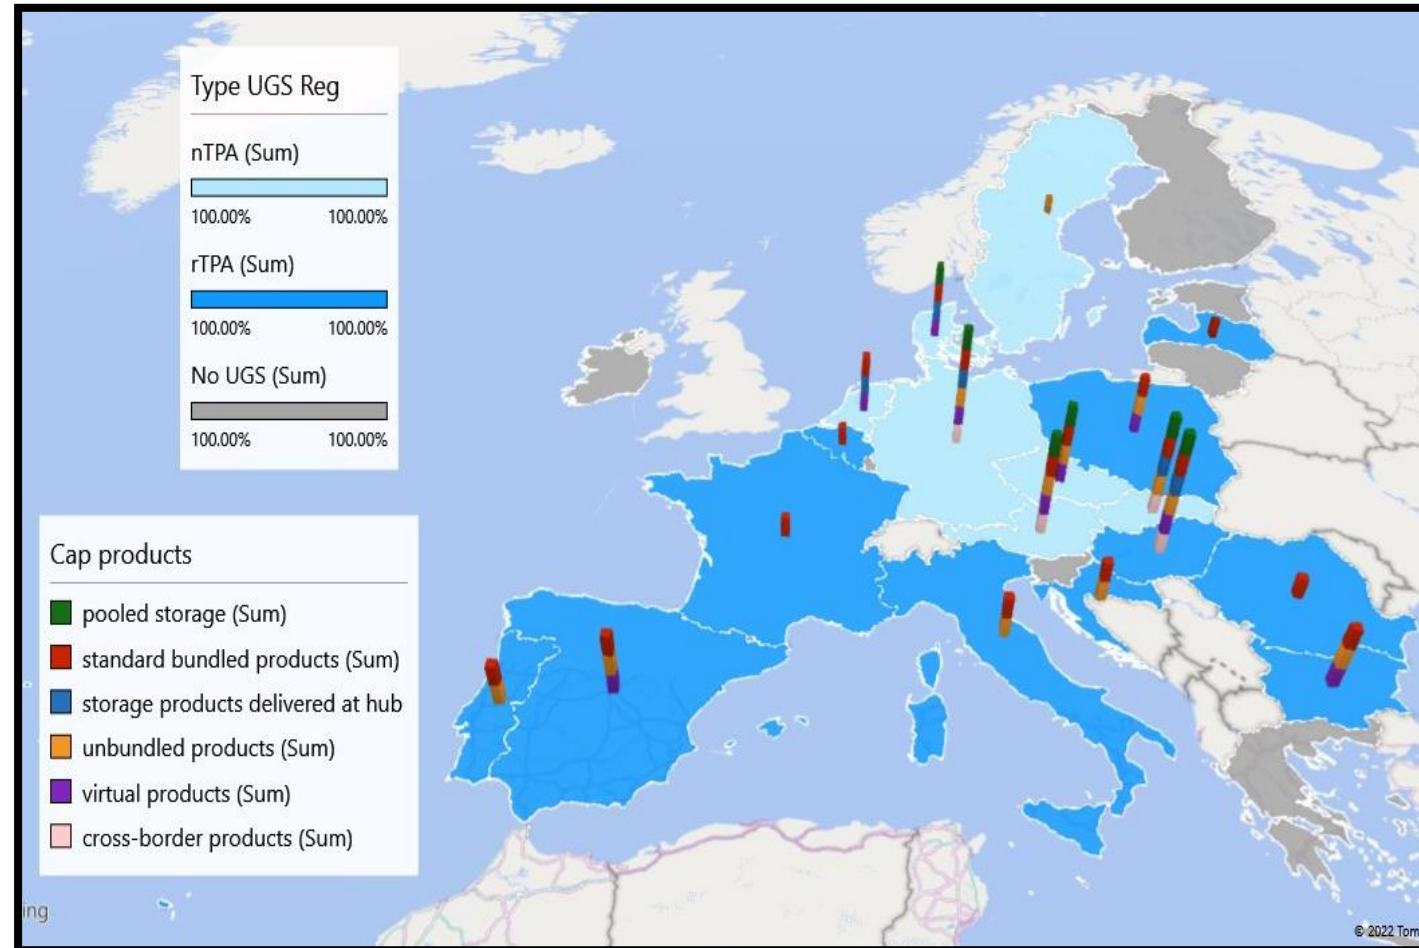 Type UGS Reg
nTPA (Sum)
100.00% 100.00%
rTPA (Sum)
100.00% 100.00%
No UGS (Sum)
100.00% 100.00%
Cap products
pooled storage (Sum)
standard bundled products (Sum)
storage products delivered at hub
unbundled products (Sum)
virtual products (Sum)
cross-border products (Sum)
ing
© 2022 Tom